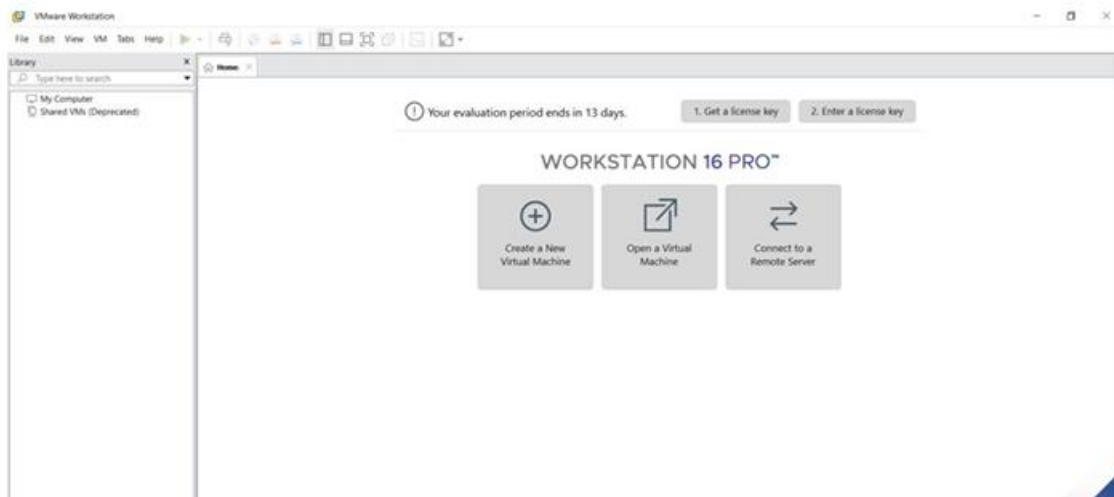 VMware Workstation
File Edit View VM Tabs Help
Library
Home
Type here to search
My Computer
Shared VMs (Deprecated)
Your evaluation period ends in 13 days.
1. Get a license key
2. Enter a license key
WORKSTATION 16 PRO™
Create a New
Virtual Machine
Open a Virtual
Machine
Connect to a
Remote Server